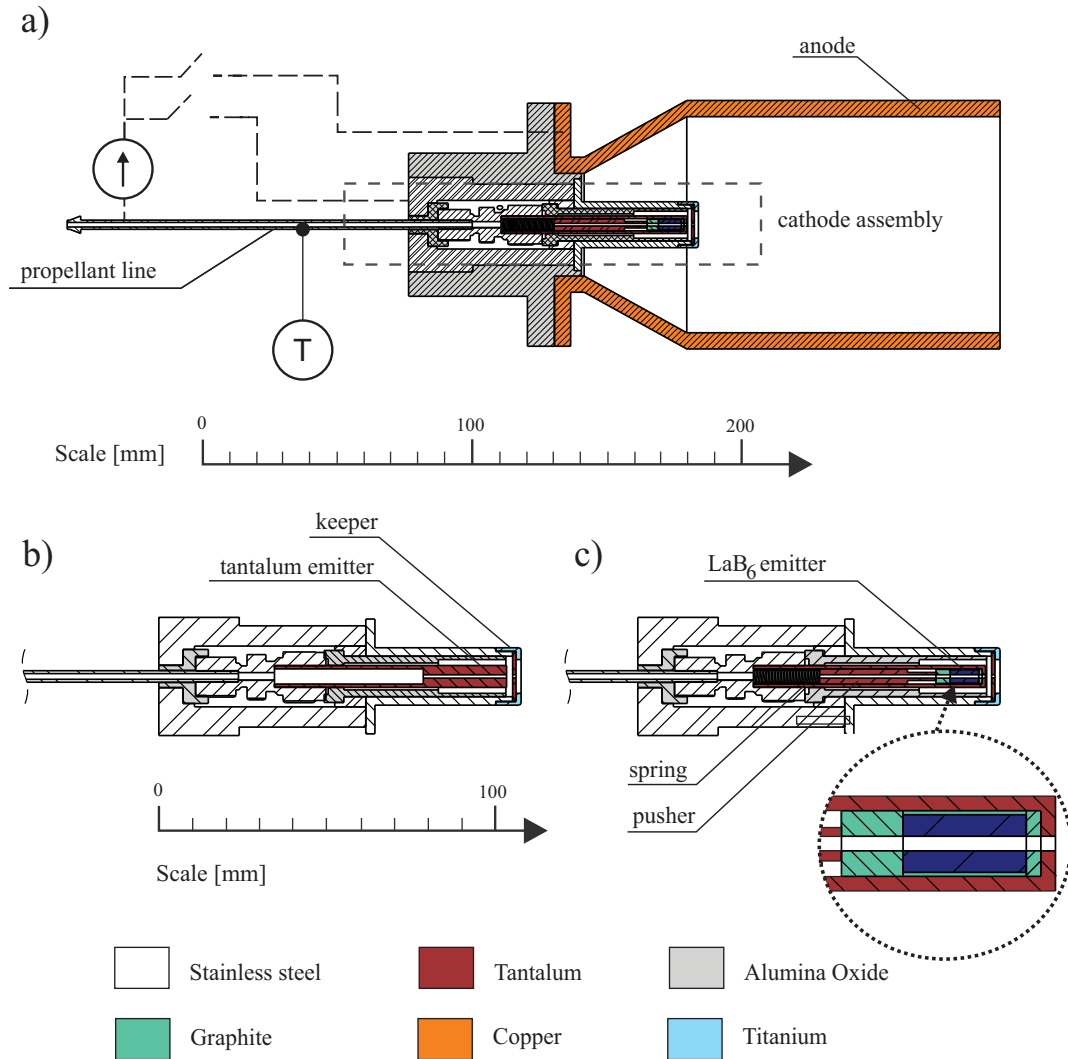 a)
anode
cathode assembly
propellant line
T
0
100
200
Scale [mm]
keeper
b)
c)
tantalum emitter
LaB6 emitter
spring
pusher
0
100
Scale [mm]
Stainless steel
Tantalum
Alumina Oxide
Graphite
Copper
Titanium